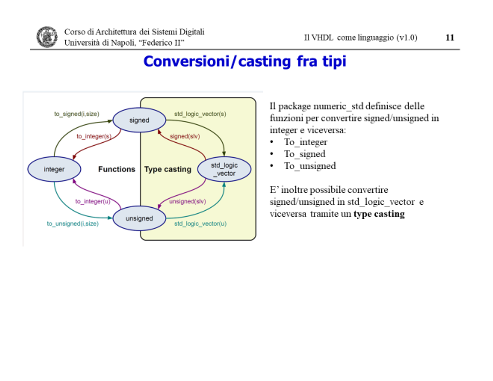 Corso di Architettura dei Sistemi Digitali
Università di Napoli, “Federico II”
Il VHDL come linguaggio (v1.0)
11
Conversioni/casting fra tipi
to_signed(i,size)
signed
std_logic_vector(s)
to_integer(s)
signed(slv)
integer
Functions
Type casting
std_logic
_vector
to_integer(u)
unsigned(slv)
unsigned
to_unsigned(i,size)
std_logic_vector(u)
Il package numeric_std definisce delle
funzioni per convertire signed/unsigned in
integer e viceversa:
• To_integer
• To_signed
• To_unsigned
E’ inoltre possibile convertire
signed/unsigned in std_logic_vector e
viceversa tramite un type casting